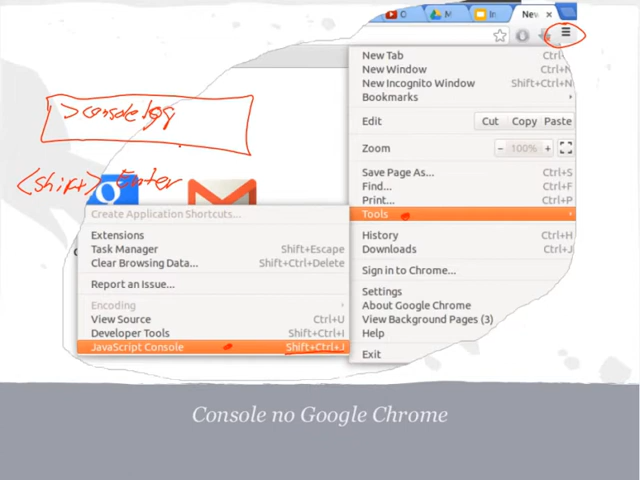 New
New Tab Ctrl+
New Window Ctrl+N
New Incognito Window Shift+Ctrl+N
Bookmarks
Edit Cut Copy Paste
Zoom − 100% +
Save Page As... Ctrl+S
Find... Ctrl+F
Print... Ctrl+P
Tools
History Ctrl+H
Downloads Ctrl+J
Sign in to Chrome...
Settings
About Google Chrome
View Background Pages (3)
Help
Exit
>console.log
<shift> Enter
Create Application Shortcuts...
Extensions
Task Manager Shift+Escape
Clear Browsing Data... Shift+Ctrl+Delete
Report an Issue...
Encoding
View Source Ctrl+U
Developer Tools Shift+Ctrl+I
JavaScript Console Shift+Ctrl+J
Console no Google Chrome